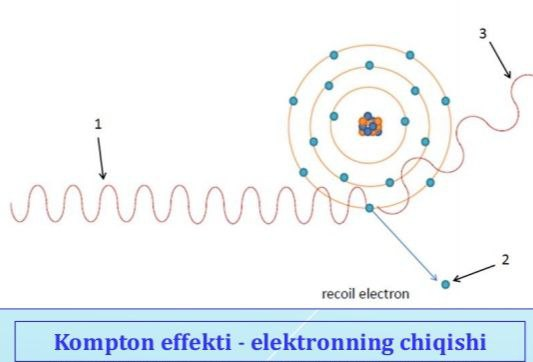 3
1
2
recoil electron
Kompton effekti - elektronning chiqishi